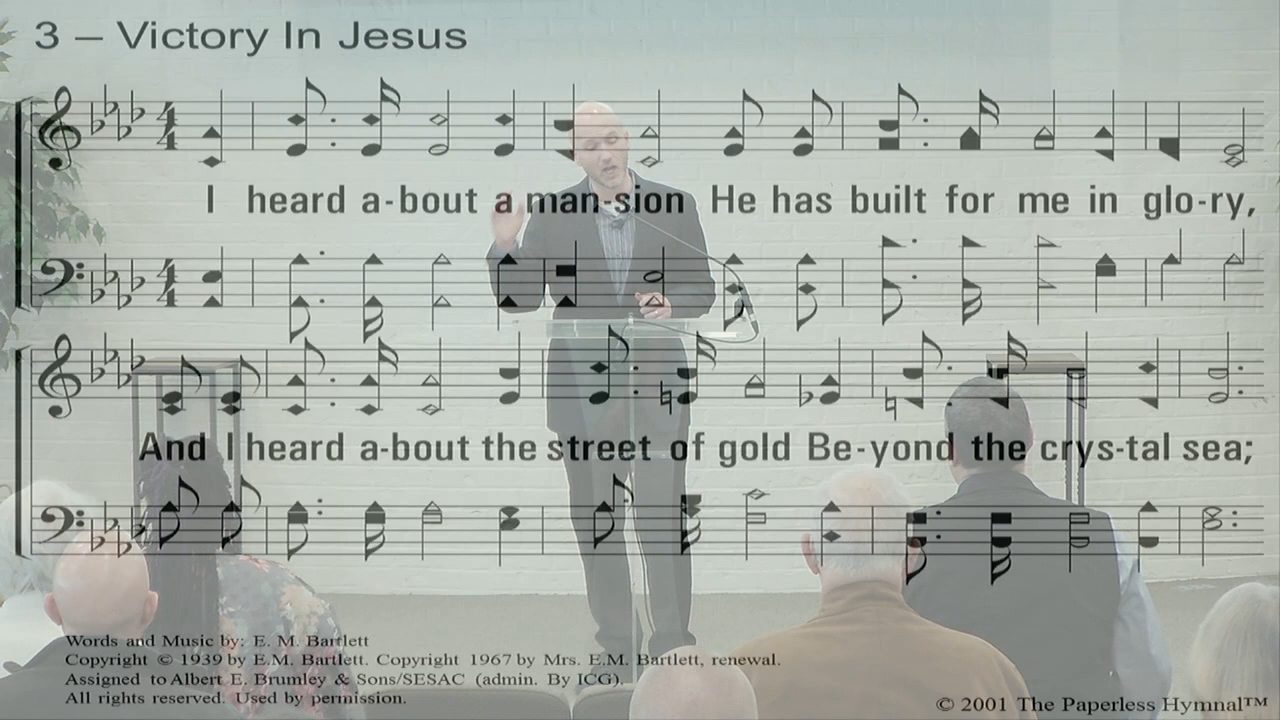 3 – Victory In Jesus
I heard a-bout a man-sion He has built for me in glo-ry,
And I heard a-bout the street of gold Be-yond the crys-tal sea;
Words and Music by: E. M. Bartlett
Copyright © 1939 by E.M. Bartlett. Copyright 1967 by Mrs. E.M. Bartlett, renewal.
Assigned to Albert E. Brumley & Sons/SESAC (admin. By ICG).
All rights reserved. Used by permission.
© 2001 The Paperless Hymnal™